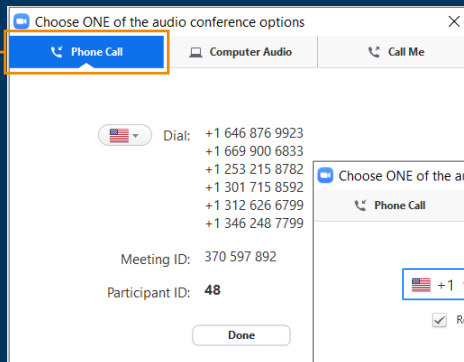 Choose ONE of the audio conference options
Phone Call
Computer Audio
Call Me
Dial:
+1 646 876 9923
+1 669 900 6833
+1 253 215 8782
+1 301 715 8592
+1 312 626 6799
+1 346 248 7799
Meeting ID: 370 597 892
Participant ID: 48
Done
Choose ONE of the
Phone Call
+1